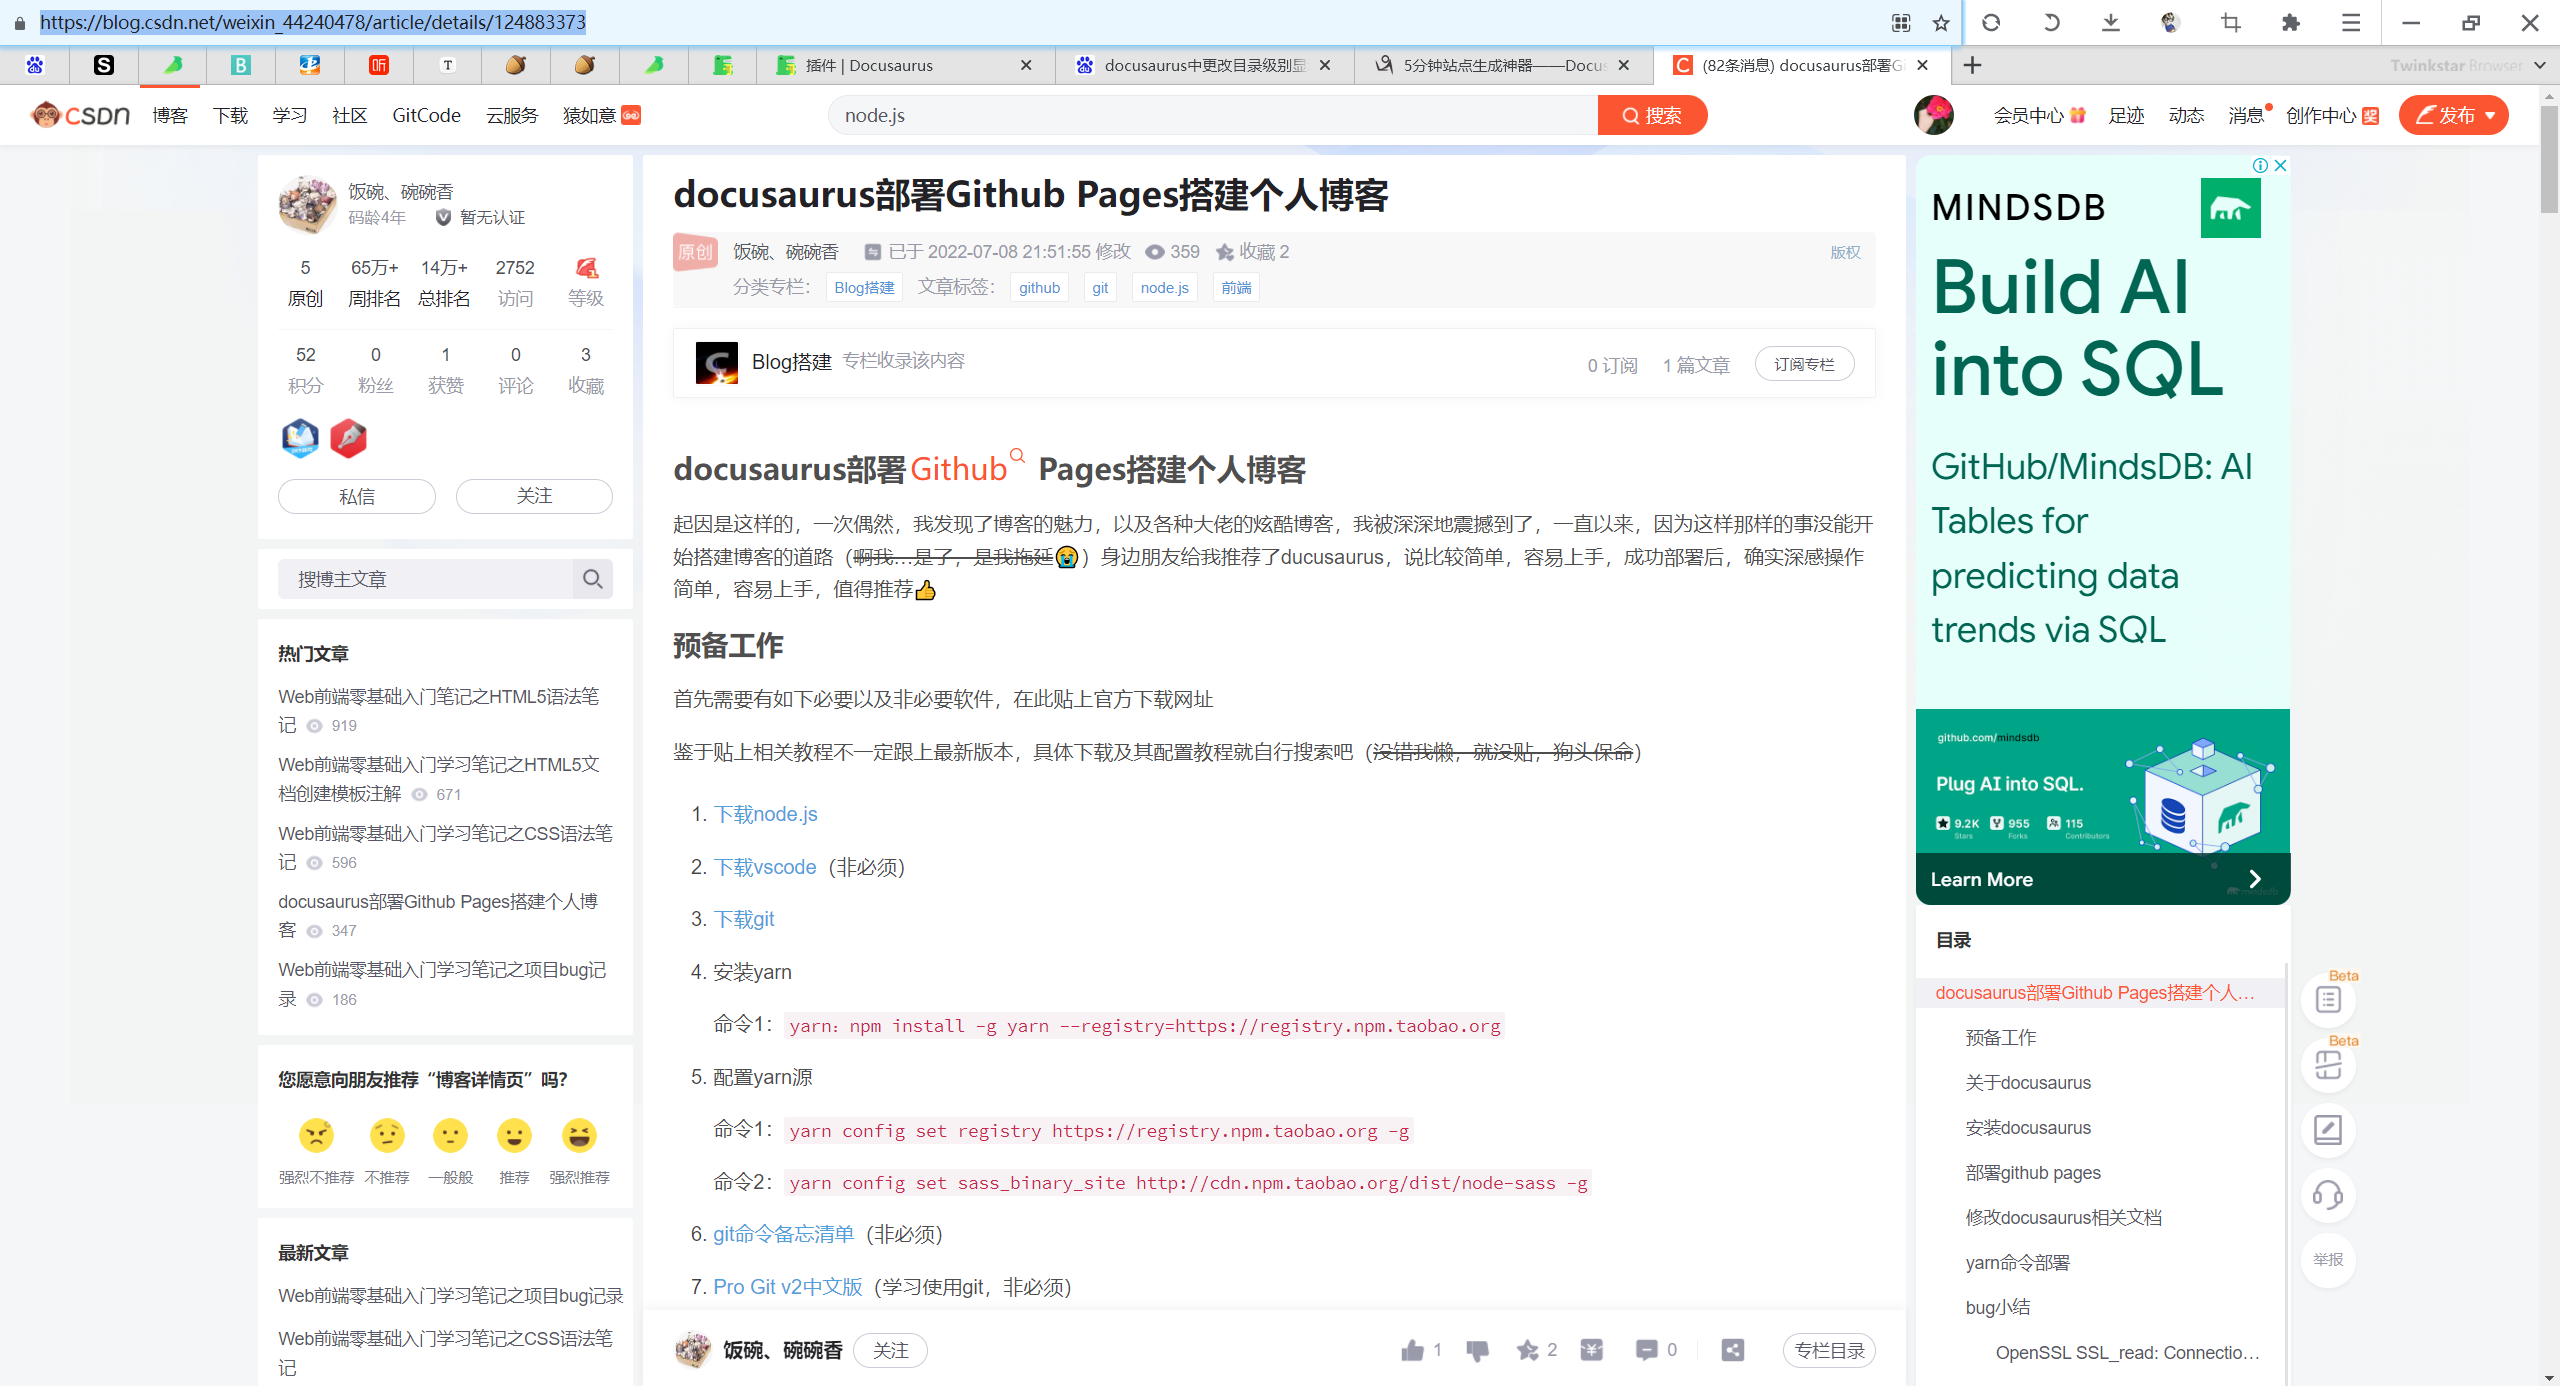 https://blog.csdn.net/weixin_44240478/article/details/124883373
插件 | Docusaurus
docusaurus中更改目录级别显
5分钟站点生成神器——Docus
(82条消息) docusaurus部署Gi
Twinkstar Browser
CSDN 博客 下载 学习 社区 GitCode 云服务 猿如意
node.js
搜索
会员中心 足迹 动态 消息 创作中心 奖 发布
饭碗、碗碗香
码龄4年 暂无认证
5 65万+ 14万+ 2752
原创 周排名 总排名 访问 等级
52 0 1 0 3
积分 粉丝 获赞 评论 收藏
私信 关注
搜博主文章
热门文章
Web前端零基础入门笔记之HTML5语法笔
记 919
Web前端零基础入门学习笔记之HTML5文
档创建模板注解 671
Web前端零基础入门学习笔记之CSS语法笔
记 596
docusaurus部署Github Pages搭建个人博
客 347
Web前端零基础入门学习笔记之项目bug记
录 186
您愿意向朋友推荐“博客详情页”吗？
强烈不推荐 不推荐 一般般 推荐 强烈推荐
最新文章
Web前端零基础入门学习笔记之项目bug记录
Web前端零基础入门学习笔记之CSS语法笔
记
docusaurus部署Github Pages搭建个人博客
原创 饭碗、碗碗香 已于 2022-07-08 21:51:55 修改 359 收藏 2 版权
分类专栏： Blog搭建 文章标签： github git node.js 前端
Blog搭建 专栏收录该内容 0 订阅 1 篇文章 订阅专栏
docusaurus部署Github Pages搭建个人博客
起因是这样的，一次偶然，我发现了博客的魅力，以及各种大佬的炫酷博客，我被深深地震撼到了，一直以来，因为这样那样的事没能开
始搭建博客的道路（啊我…是了，是我拖延😭）身边朋友给我推荐了ducusaurus，说比较简单，容易上手，成功部署后，确实深感操作
简单，容易上手，值得推荐👍
预备工作
首先需要有如下必要以及非必要软件，在此贴上官方下载网址
鉴于贴上相关教程不一定跟上最新版本，具体下载及其配置教程就自行搜索吧（没错我懒，就没贴，狗头保命）
1. 下载node.js
2. 下载vscode（非必须）
3. 下载git
4. 安装yarn
命令1： yarn：npm install -g yarn --registry=https://registry.npm.taobao.org
5. 配置yarn源
命令1： yarn config set registry https://registry.npm.taobao.org -g
命令2： yarn config set sass_binary_site http://cdn.npm.taobao.org/dist/node-sass -g
6. git命令备忘清单（非必须）
7. Pro Git v2中文版（学习使用git，非必须）
饭碗、碗碗香 关注 1 2 0 专栏目录
MINDSDB
Build AI
into SQL
GitHub/MindsDB: AI
Tables for
predicting data
trends via SQL
github.com/mindsdb
Plug AI into SQL.
9.2K 955 115
Stars Forks Contributors
Learn More
目录
docusaurus部署Github Pages搭建个人…
预备工作
关于docusaurus
安装docusaurus
部署github pages
修改docusaurus相关文档
yarn命令部署
bug小结
OpenSSL SSL_read: Connectio…
Beta
Beta
举报